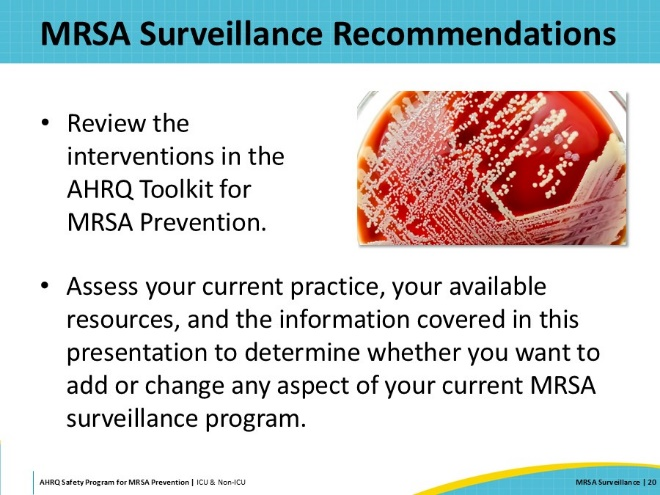 MRSA Surveillance Recommendations
• Review the
interventions in the
AHRQ Toolkit for
MRSA Prevention.
• Assess your current practice, your available
resources, and the information covered in this
presentation to determine whether you want to
add or change any aspect of your current MRSA
surveillance program.
AHRQ Safety Program for MRSA Prevention | ICU & Non-ICU
MRSA Surveillance | 20